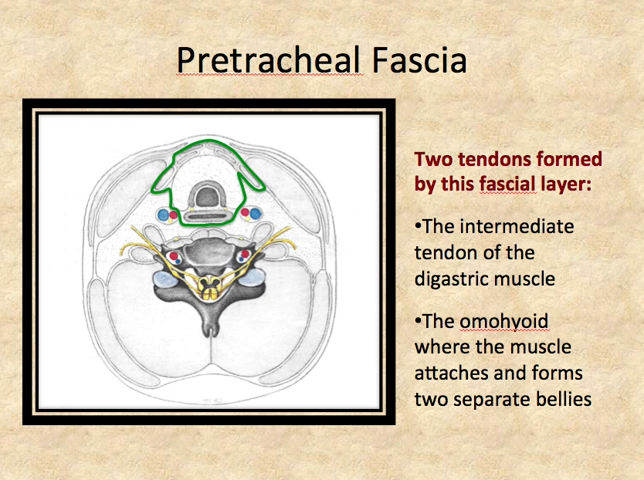 Pretracheal Fascia
Two tendons formed
by this fascial layer:
•The intermediate
tendon of the
digastric muscle
•The omohyoid
where the muscle
attaches and forms
two separate bellies